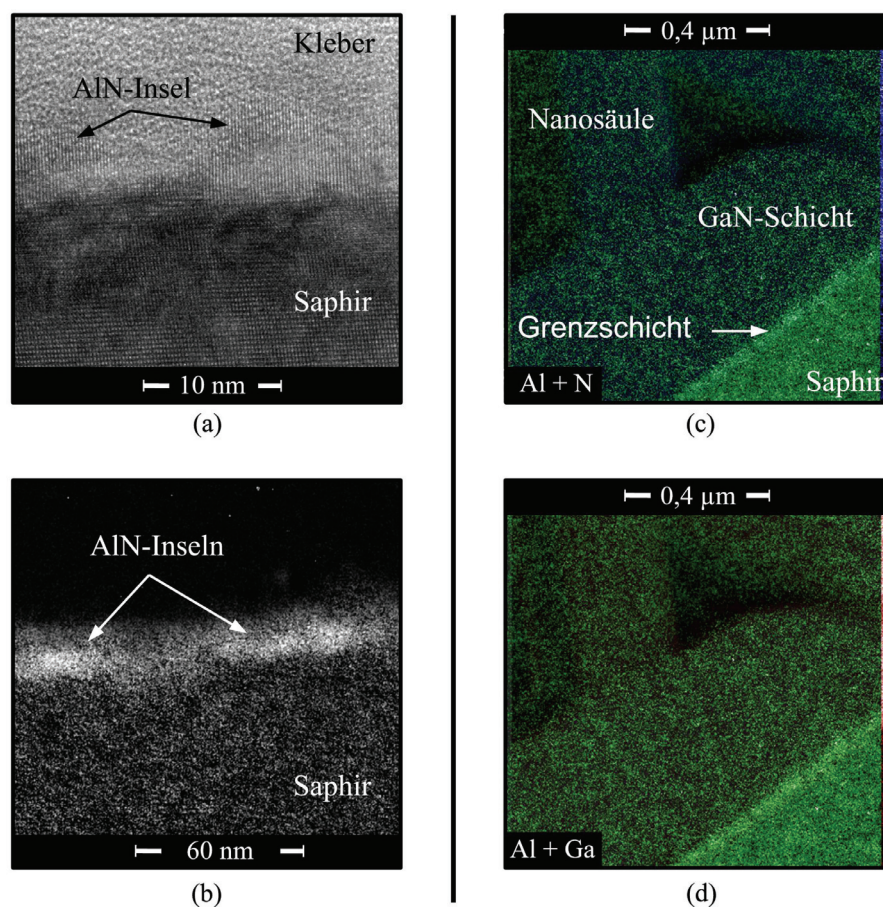 Kleber
AlN-Insel
Saphir
10 nm
(a)
AlN-Inseln
Saphir
60 nm
(b)
0,4 µm
Nanosäule
GaN-Schicht
Grenzschicht
Saphir
Al + N
(c)
0,4 µm
Al + Ga
(d)